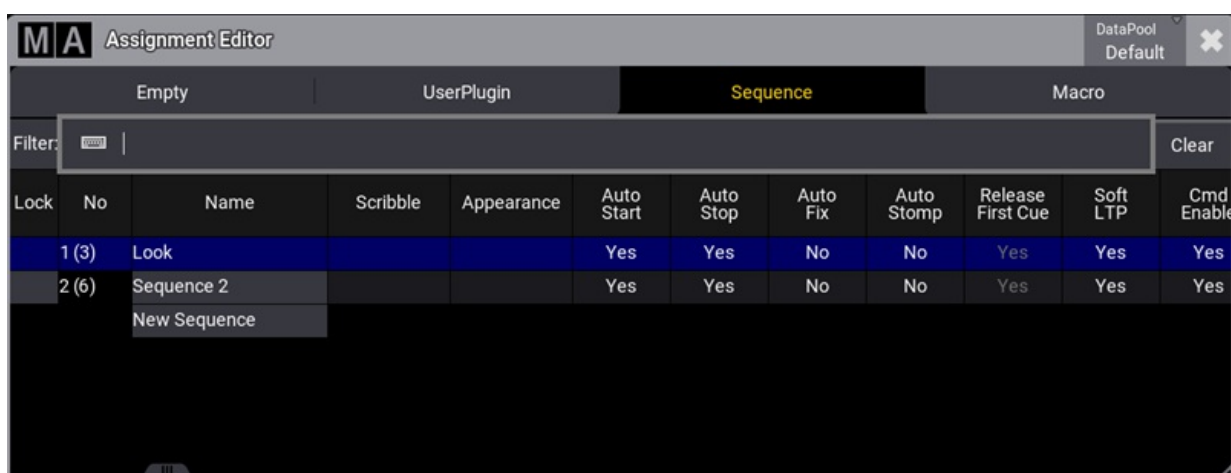 MA Assignment Editor DataPool Default
Empty UserPlugin Sequence Macro
Filter: Clear
Lock No Name Scribble Appearance Auto Start Auto Stop Auto Fix Auto Stomp Release First Cue Soft LTP Cmd Enable
1 (3) Look Yes Yes No No Yes Yes Yes
2 (6) Sequence 2 Yes Yes No No Yes Yes Yes
New Sequence